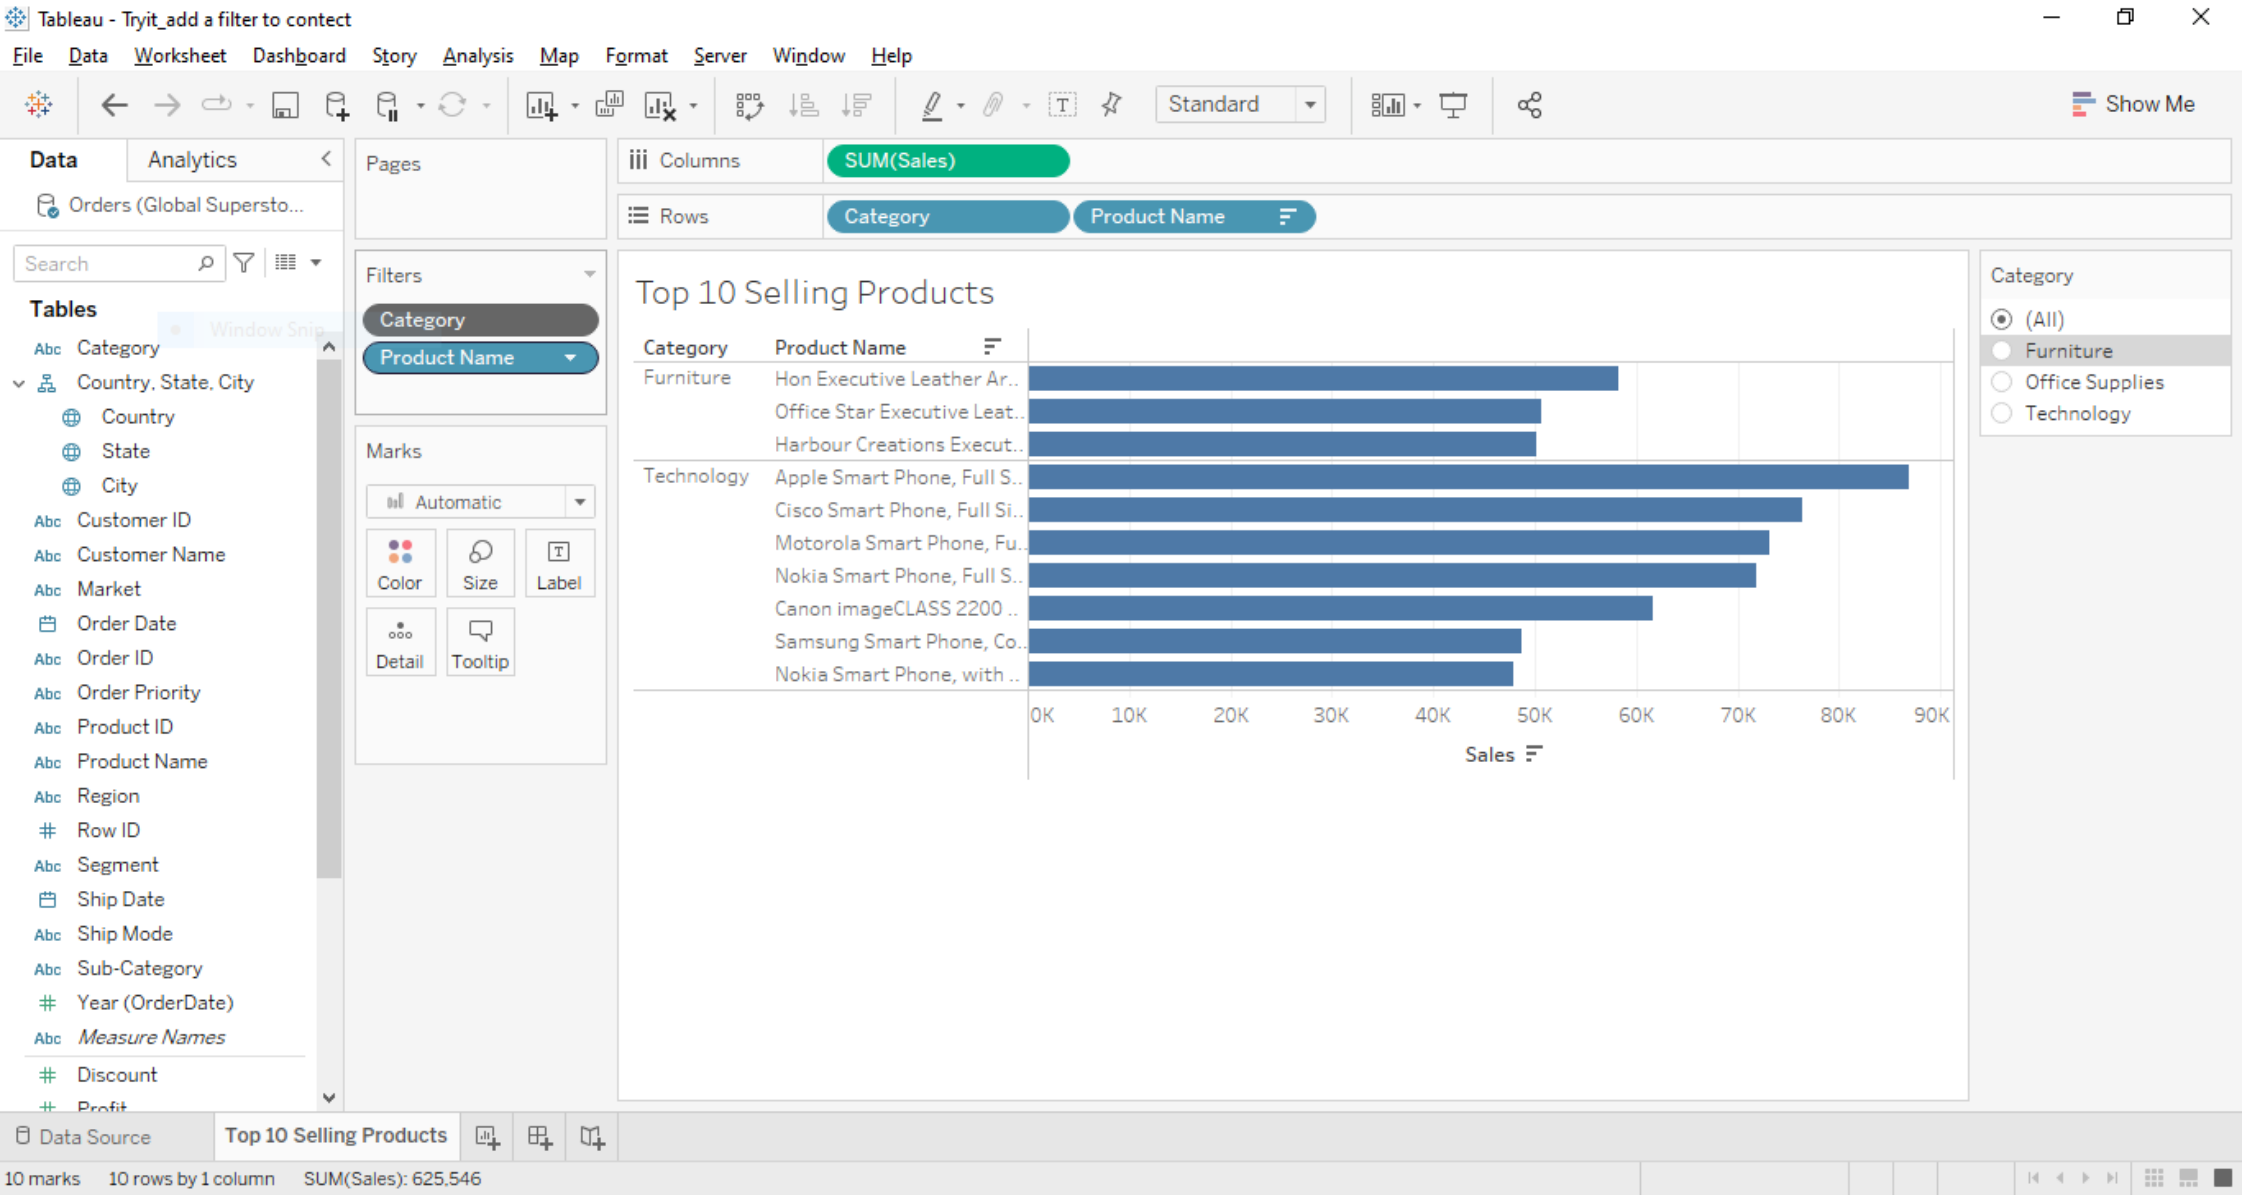 Tableau - Tryit_add a filter to contect
File Data Worksheet Dashboard Story Analysis Map Format Server Window Help
Standard
Show Me
Data Analytics
Orders (Global Supersto...
Search
Tables
Window Snip
Abc Category
Country, State, City
Country
State
City
Abc Customer ID
Abc Customer Name
Abc Market
Order Date
Abc Order ID
Abc Order Priority
Abc Product ID
Abc Product Name
Abc Region
# Row ID
Abc Segment
Ship Date
Abc Ship Mode
Abc Sub-Category
# Year (OrderDate)
Abc Measure Names
# Discount
# Profit
Pages
Filters
Category
Product Name
Marks
Automatic
Color Size Label
Detail Tooltip
Columns SUM(Sales)
Rows Category Product Name
Top 10 Selling Products
Category Product Name
Furniture Hon Executive Leather Ar..
Office Star Executive Leat..
Harbour Creations Execut..
Technology Apple Smart Phone, Full S..
Cisco Smart Phone, Full Si..
Motorola Smart Phone, Fu..
Nokia Smart Phone, Full S..
Canon imageCLASS 2200 ..
Samsung Smart Phone, Co..
Nokia Smart Phone, with ..
0K 10K 20K 30K 40K 50K 60K 70K 80K 90K
Sales
Category
(All)
Furniture
Office Supplies
Technology
Data Source Top 10 Selling Products
10 marks 10 rows by 1 column SUM(Sales): 625,546